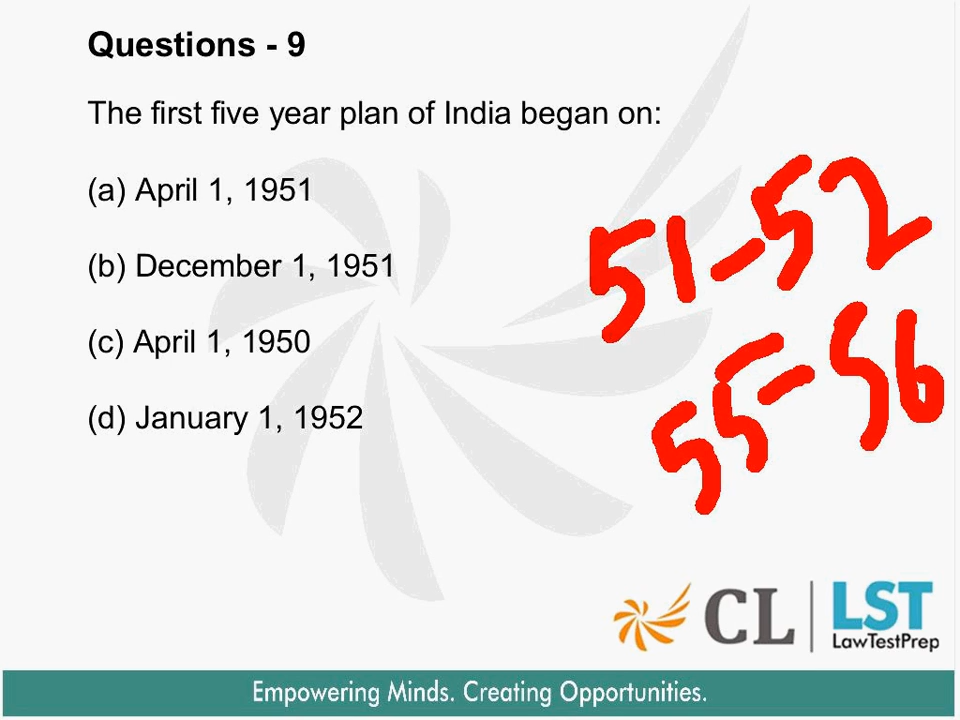 Questions - 9
The first five year plan of India began on:
(a) April 1, 1951
(b) December 1, 1951
(c) April 1, 1950
(d) January 1, 1952
51-52
55-56
CL LST
LawTestPrep
Empowering Minds. Creating Opportunities.